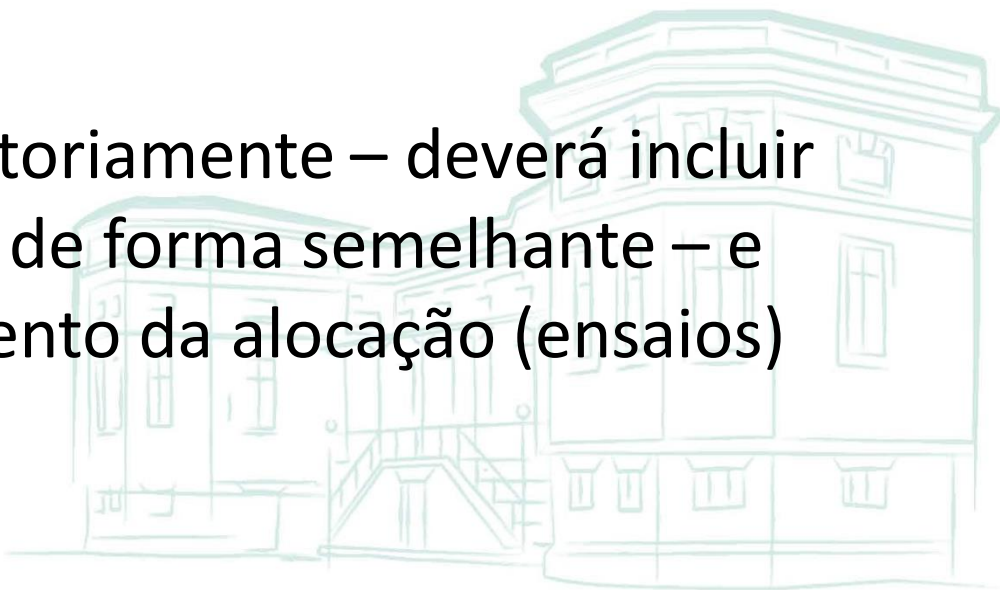 toriamente – deverá incluir
de forma semelhante – e
ento da alocação (ensaios)